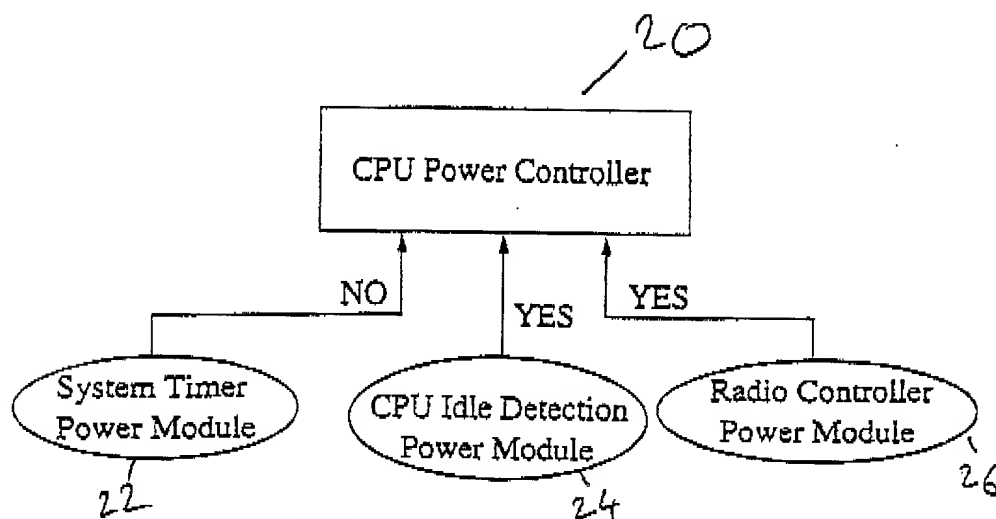 20
CPU Power Controller
NO
YES
YES
System Timer
Power Module
CPU Idle Detection
Power Module
Radio Controller
Power Module
22
24
26